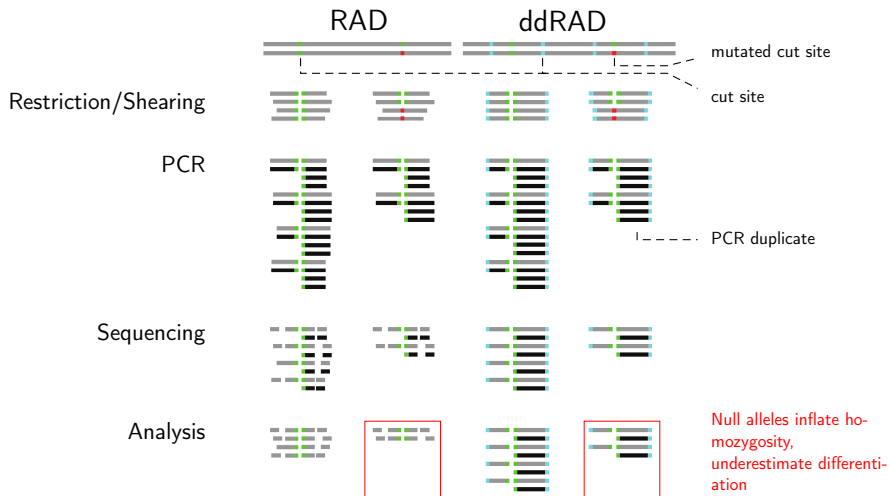 RAD
ddRAD
mutated cut site
cut site
Restriction/Shearing
PCR
PCR duplicate
Sequencing
Analysis
Null alleles inflate ho-
mozygosity,
underestimate differenti-
ation